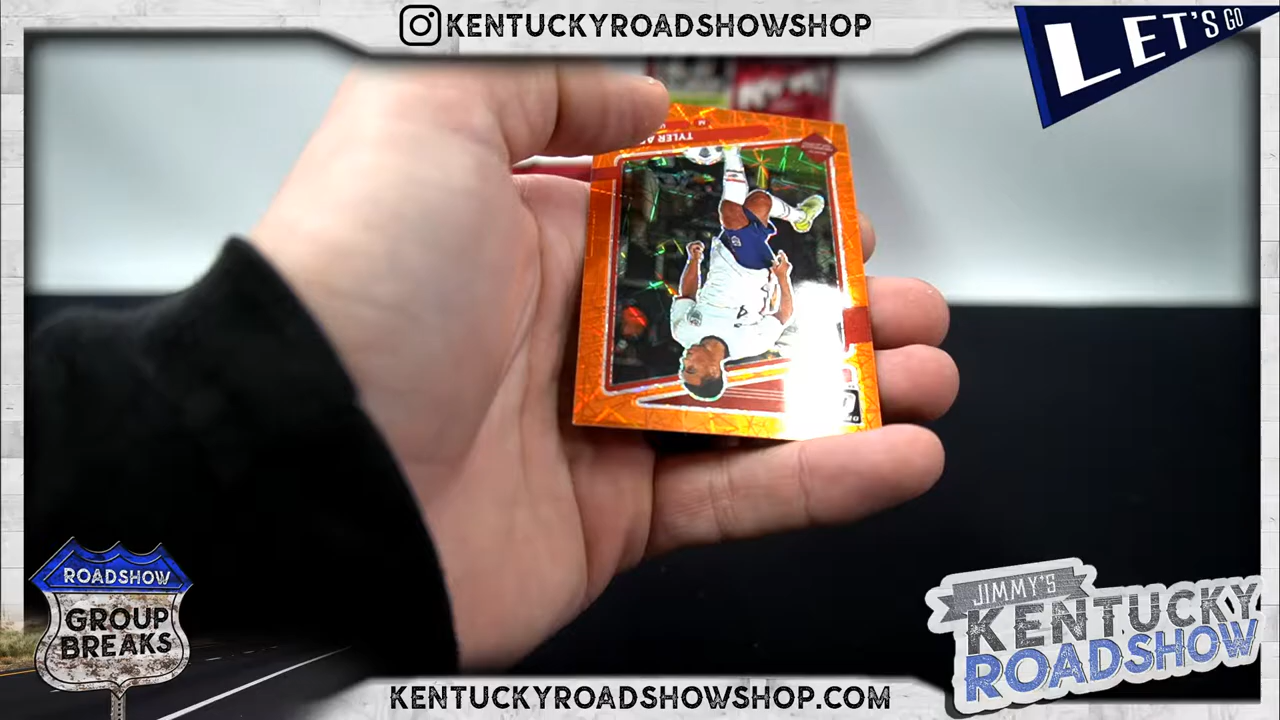 KENTUCKYROADSHOWSHOP
LET'S GO
TYLER A
ROADSHOW
GROUP
BREAKS
JIMMY'S
KENTUCKY
ROADSHOW
KENTUCKYROADSHOWSHOP.COM